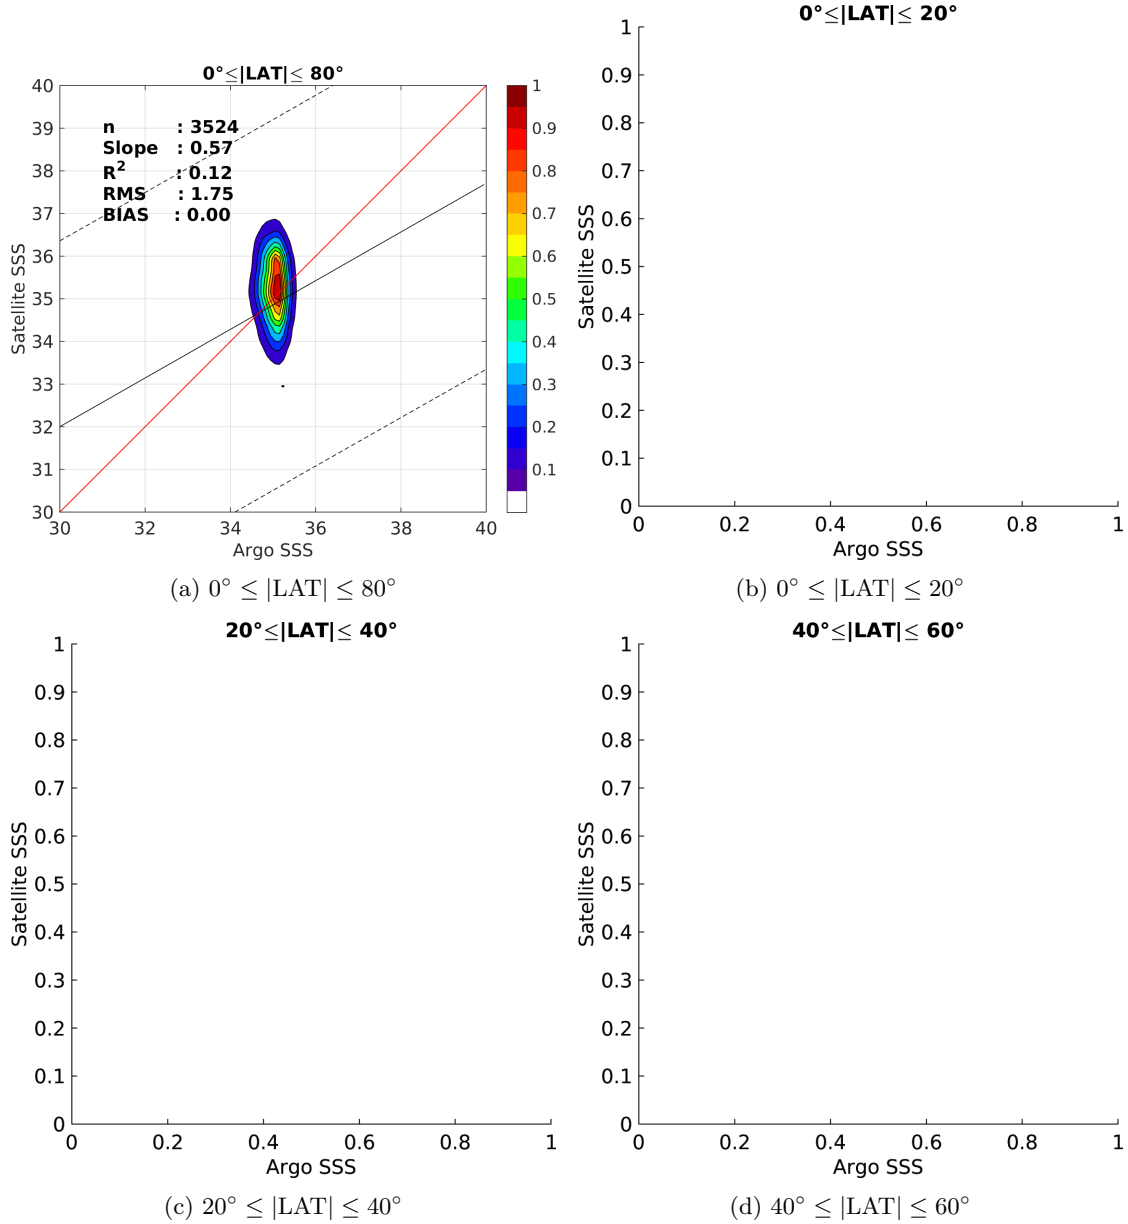 0°≤|LAT|≤ 80°
n : 3524
Slope : 0.57
R² : 0.12
RMS : 1.75
BIAS : 0.00
40
39
38
37
36
35
34
33
32
31
30
30 32 34 36 38 40
Satellite SSS
Argo SSS
1
0.9
0.8
0.7
0.6
0.5
0.4
0.3
0.2
0.1
(a) 0° ≤ |LAT| ≤ 80°
0°≤|LAT|≤ 20°
1
0.9
0.8
0.7
0.6
0.5
0.4
0.3
0.2
0.1
0
0 0.2 0.4 0.6 0.8 1
Satellite SSS
Argo SSS
(b) 0° ≤ |LAT| ≤ 20°
20°≤|LAT|≤ 40°
1
0.9
0.8
0.7
0.6
0.5
0.4
0.3
0.2
0.1
0
0 0.2 0.4 0.6 0.8 1
Satellite SSS
Argo SSS
(c) 20° ≤ |LAT| ≤ 40°
40°≤|LAT|≤ 60°
1
0.9
0.8
0.7
0.6
0.5
0.4
0.3
0.2
0.1
0
0 0.2 0.4 0.6 0.8 1
Satellite SSS
Argo SSS
(d) 40° ≤ |LAT| ≤ 60°